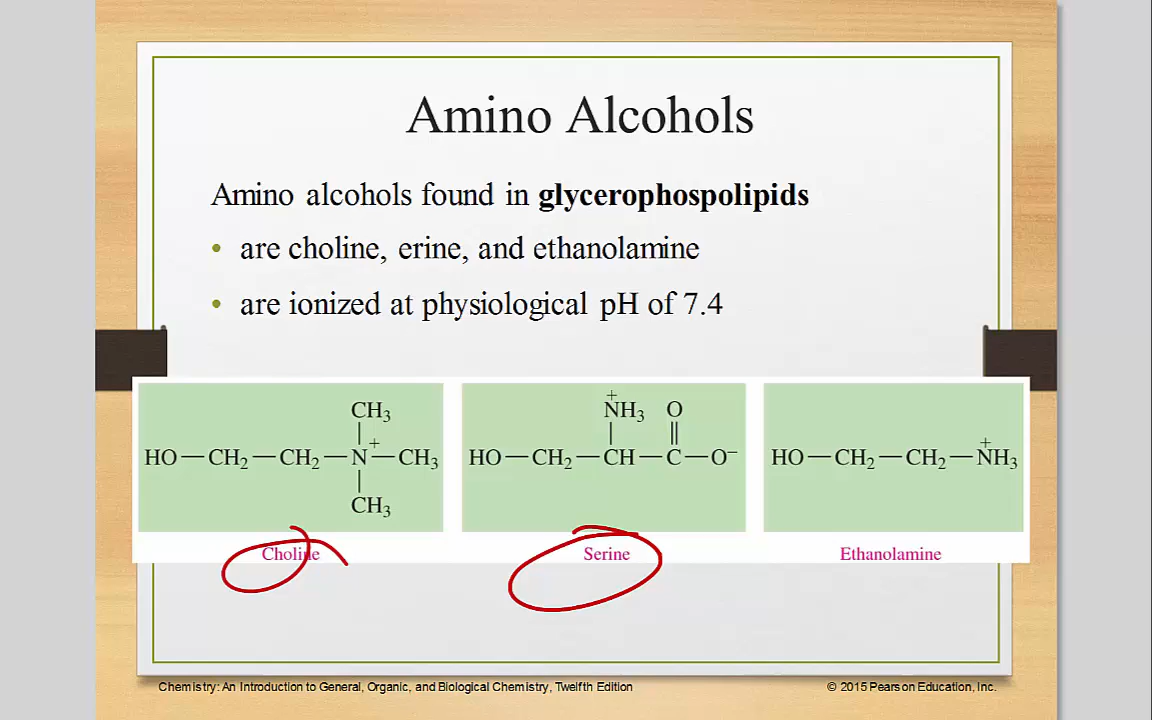 Amino Alcohols
Amino alcohols found in glycerophospolipids
• are choline, erine, and ethanolamine
• are ionized at physiological pH of 7.4
CH₃
HO—CH₂—CH₂—N⁺—CH₃
CH₃
Choline
⁺NH₃ O
HO—CH₂—CH—C—O⁻
Serine
HO—CH₂—CH₂—⁺NH₃
Ethanolamine
Chemistry: An Introduction to General, Organic, and Biological Chemistry, Twelfth Edition
© 2015 Pearson Education, Inc.